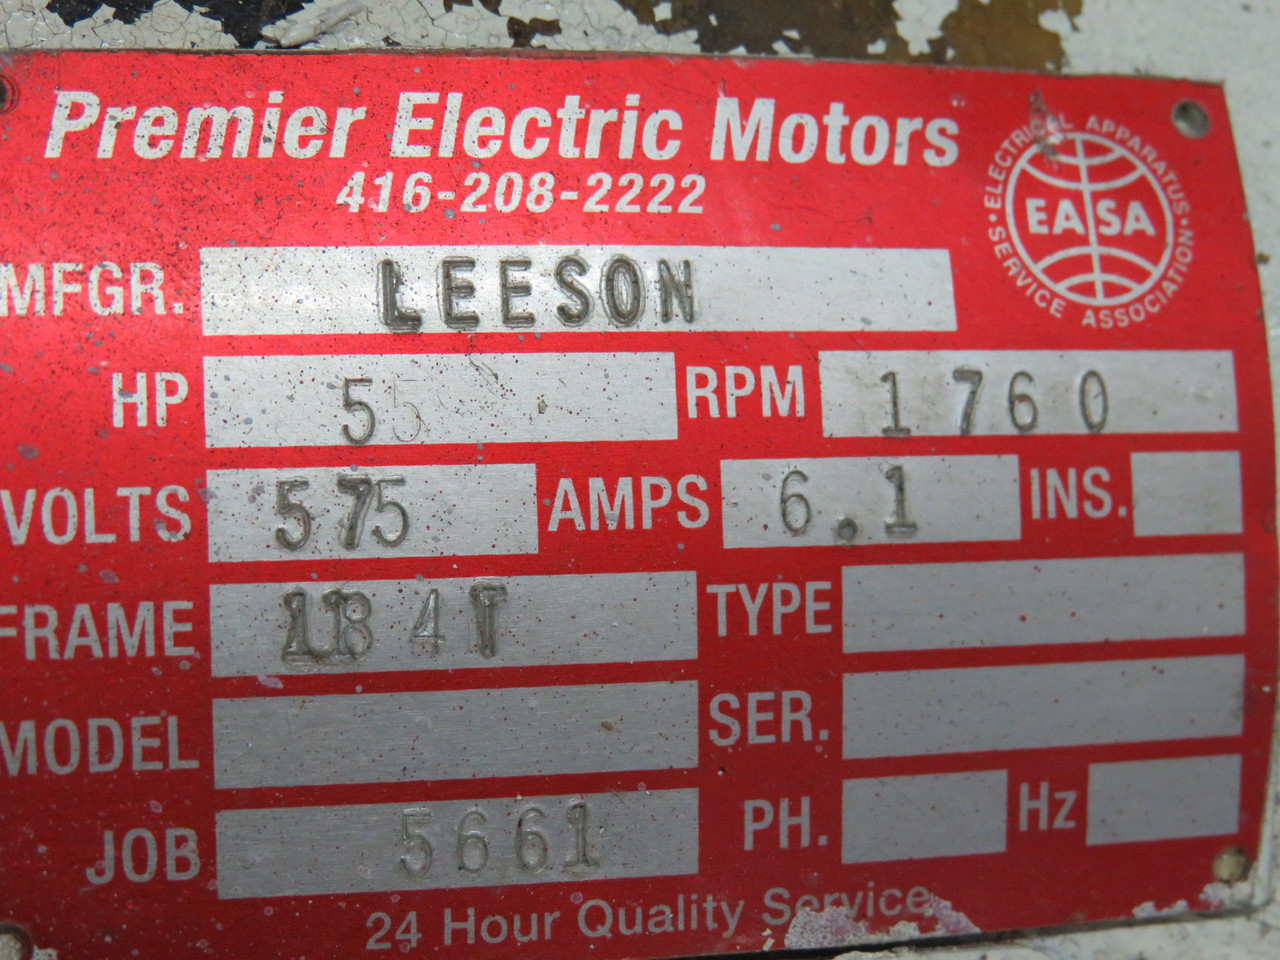 Premier Electric Motors
416-208-2222
ELECTRICAL APPARATUS · SERVICE ASSOCIATION ·
EASA
MFGR. LEESON
HP 55 RPM 1760
VOLTS 575 AMPS 6.1 INS.
FRAME 184T TYPE
MODEL SER.
JOB 5661 PH. Hz
24 Hour Quality Service